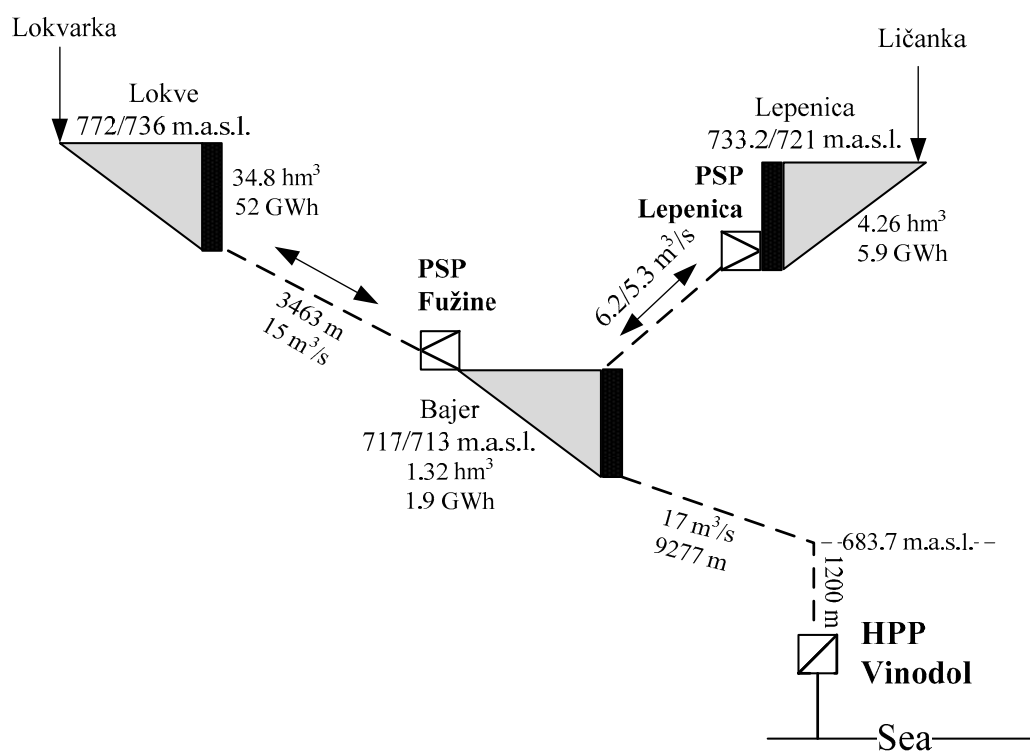 Lokvarka
Lokve
772/736 m.a.s.l.
34.8 hm³
52 GWh
3463 m
15 m³/s
PSP
Fužine
Bajer
717/713 m.a.s.l.
1.32 hm³
1.9 GWh
Ličanka
Lepenica
733.2/721 m.a.s.l.
PSP
Lepenica
4.26 hm³
5.9 GWh
6.2/5.3 m³/s
17 m³/s
9277 m
683.7 m.a.s.l.
1200 m
HPP
Vinodol
Sea